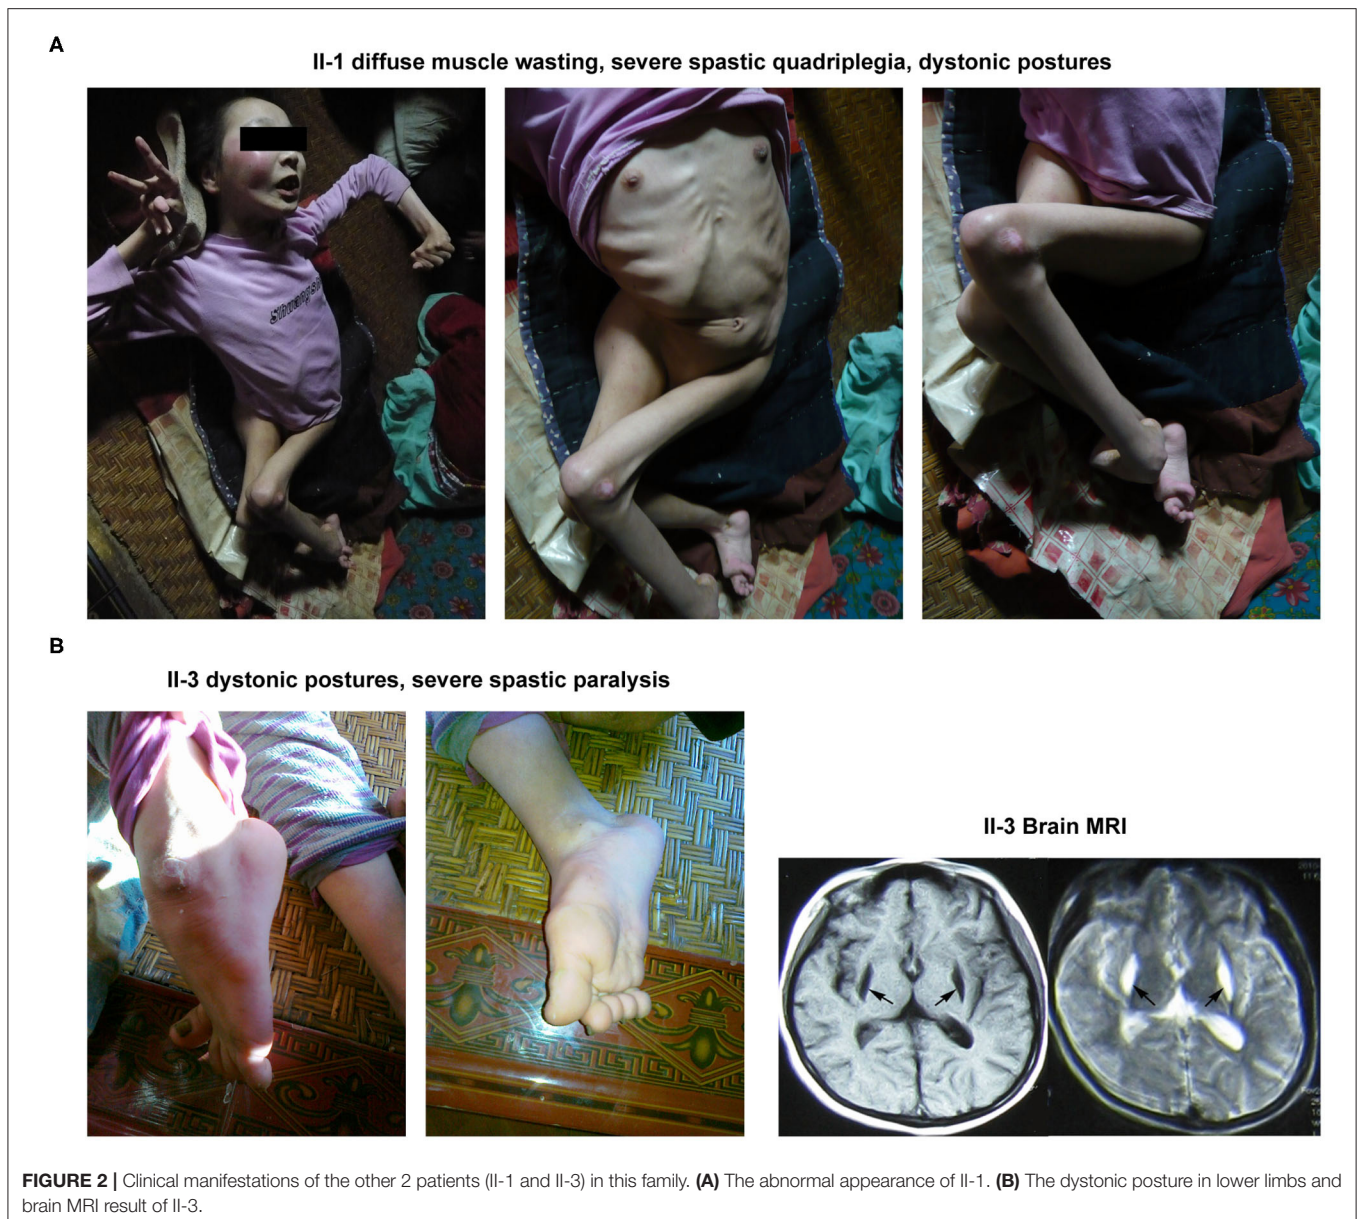 A
II-1 diffuse muscle wasting, severe spastic quadriplegia, dystonic postures
B
II-3 dystonic postures, severe spastic paralysis
II-3 Brain MRI
FIGURE 2 | Clinical manifestations of the other 2 patients (II-1 and II-3) in this family. (A) The abnormal appearance of II-1. (B) The dystonic posture in lower limbs and
brain MRI result of II-3.